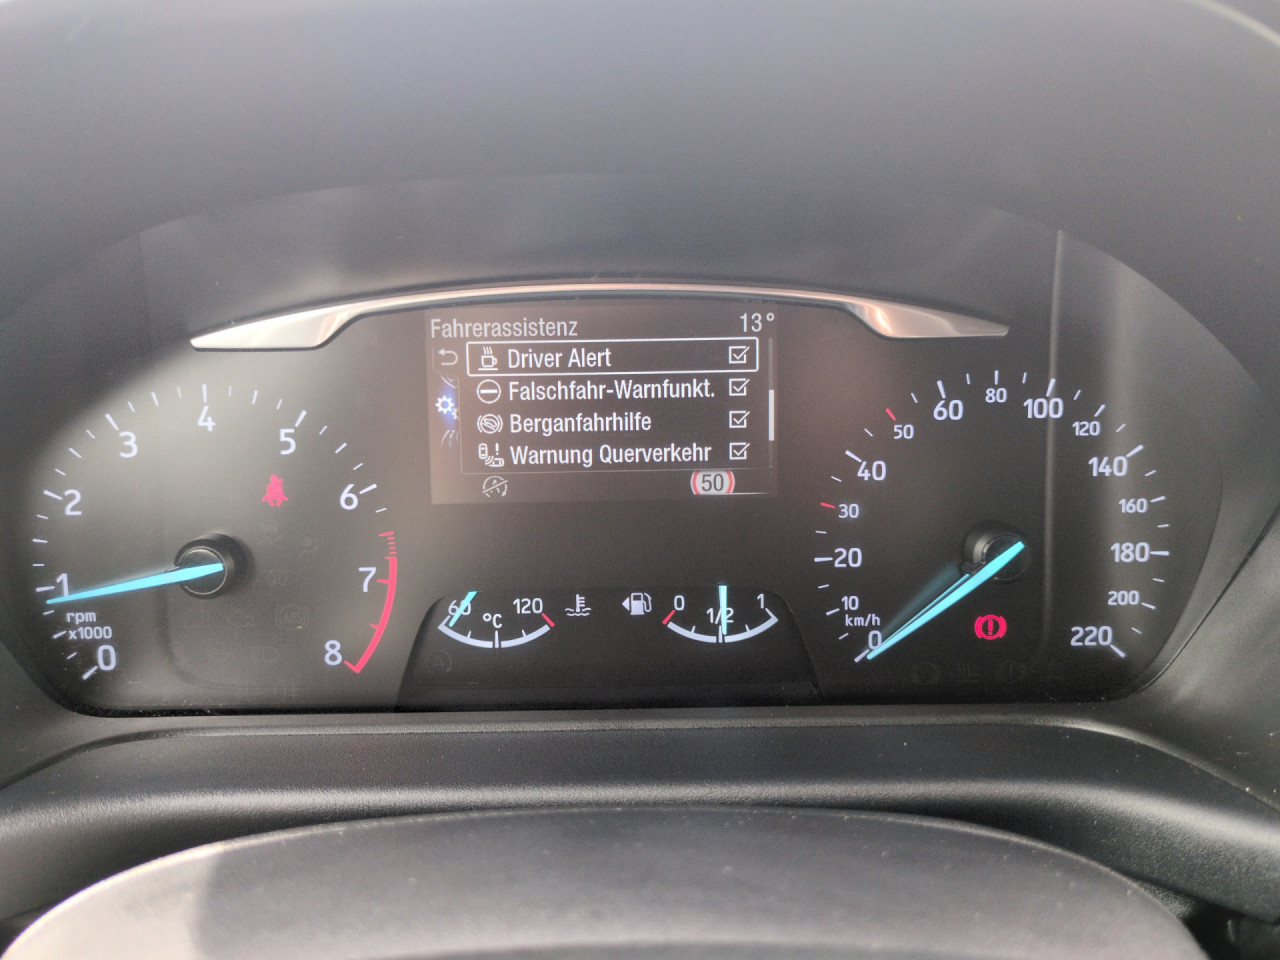 Fahrerassistenz 13°
Driver Alert
Falschfahr-Warnfunkt.
Berganfahrhilfe
Warnung Querverkehr
50
0
1
2
3
4
5
6
7
8
rpm
x1000
60 120
°C
0 1/2 1
0
10
20
30
40
50
60
80
100
120
140
160
180
200
220
km/h